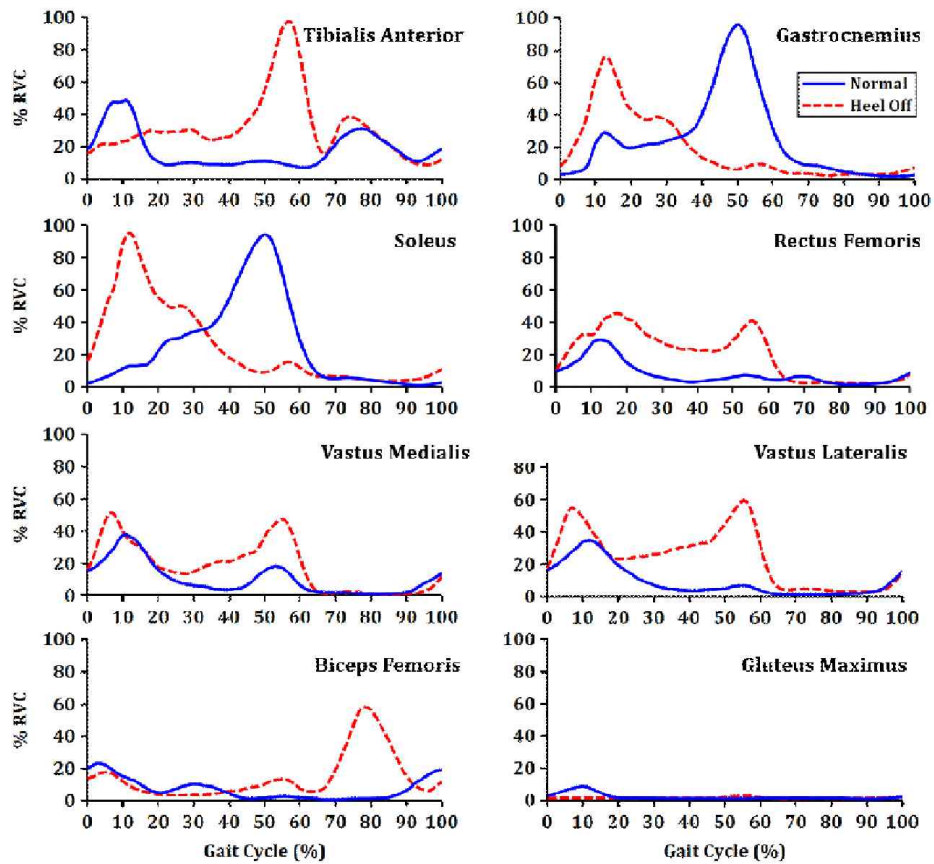 Tibialis Anterior
% RVC
100
80
60
40
20
0
0 10 20 30 40 50 60 70 80 90 100
Gastrocnemius
Normal
Heel Off
100
80
60
40
20
0
0 10 20 30 40 50 60 70 80 90 100
Soleus
% RVC
100
80
60
40
20
0
0 10 20 30 40 50 60 70 80 90 100
Rectus Femoris
100
80
60
40
20
0
0 10 20 30 40 50 60 70 80 90 100
Vastus Medialis
% RVC
100
80
60
40
20
0
0 10 20 30 40 50 60 70 80 90 100
Vastus Lateralis
80
60
40
20
0
0 10 20 30 40 50 60 70 80 90 100
Biceps Femoris
% RVC
100
80
60
40
20
0
0 10 20 30 40 50 60 70 80 90 100
Gait Cycle (%)
Gluteus Maximus
100
80
60
40
20
0
0 10 20 30 40 50 60 70 80 90 100
Gait Cycle (%)